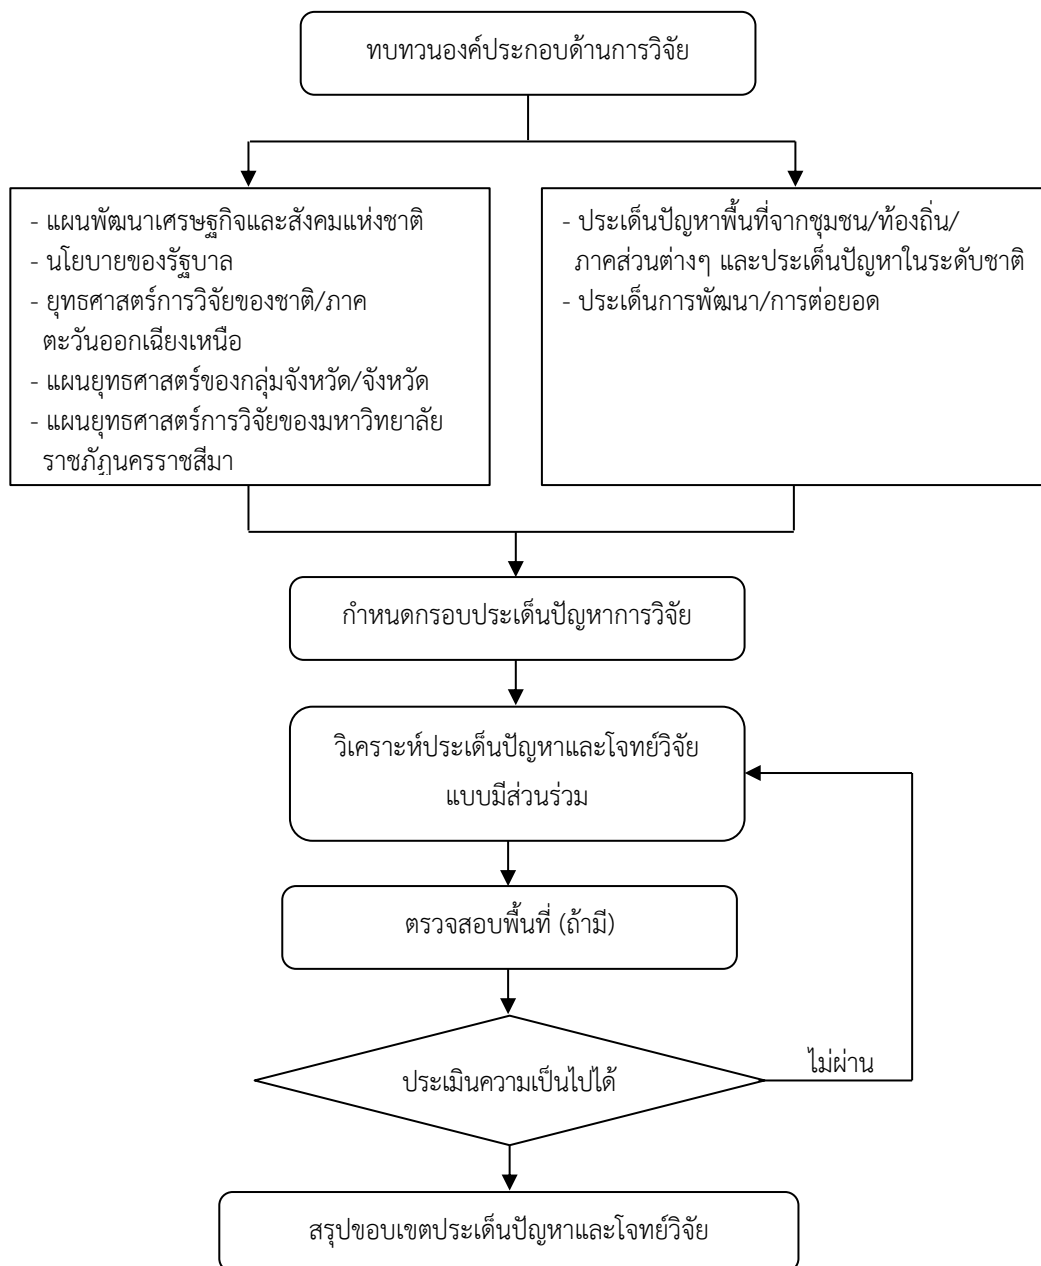 ทบทวนองค์ประกอบด้านการวิจัย
- แผนพัฒนาเศรษฐกิจและสังคมแห่งชาติ
- นโยบายของรัฐบาล
- ยุทธศาสตร์การวิจัยของชาติ/ภาค
ตะวันออกเฉียงเหนือ
- แผนยุทธศาสตร์ของกลุ่มจังหวัด/จังหวัด
- แผนยุทธศาสตร์การวิจัยของมหาวิทยาลัย
ราชภัฏนครราชสีมา
- ประเด็นปัญหาพื้นที่จากชุมชน/ท้องถิ่น/
ภาคส่วนต่างๆ และประเด็นปัญหาในระดับชาติ
- ประเด็นการพัฒนา/การต่อยอด
กำหนดกรอบประเด็นปัญหาการวิจัย
วิเคราะห์ประเด็นปัญหาและโจทย์วิจัย
แบบมีส่วนร่วม
ตรวจสอบพื้นที่ (ถ้ามี)
ประเมินความเป็นไปได้
ไม่ผ่าน
สรุปขอบเขตประเด็นปัญหาและโจทย์วิจัย